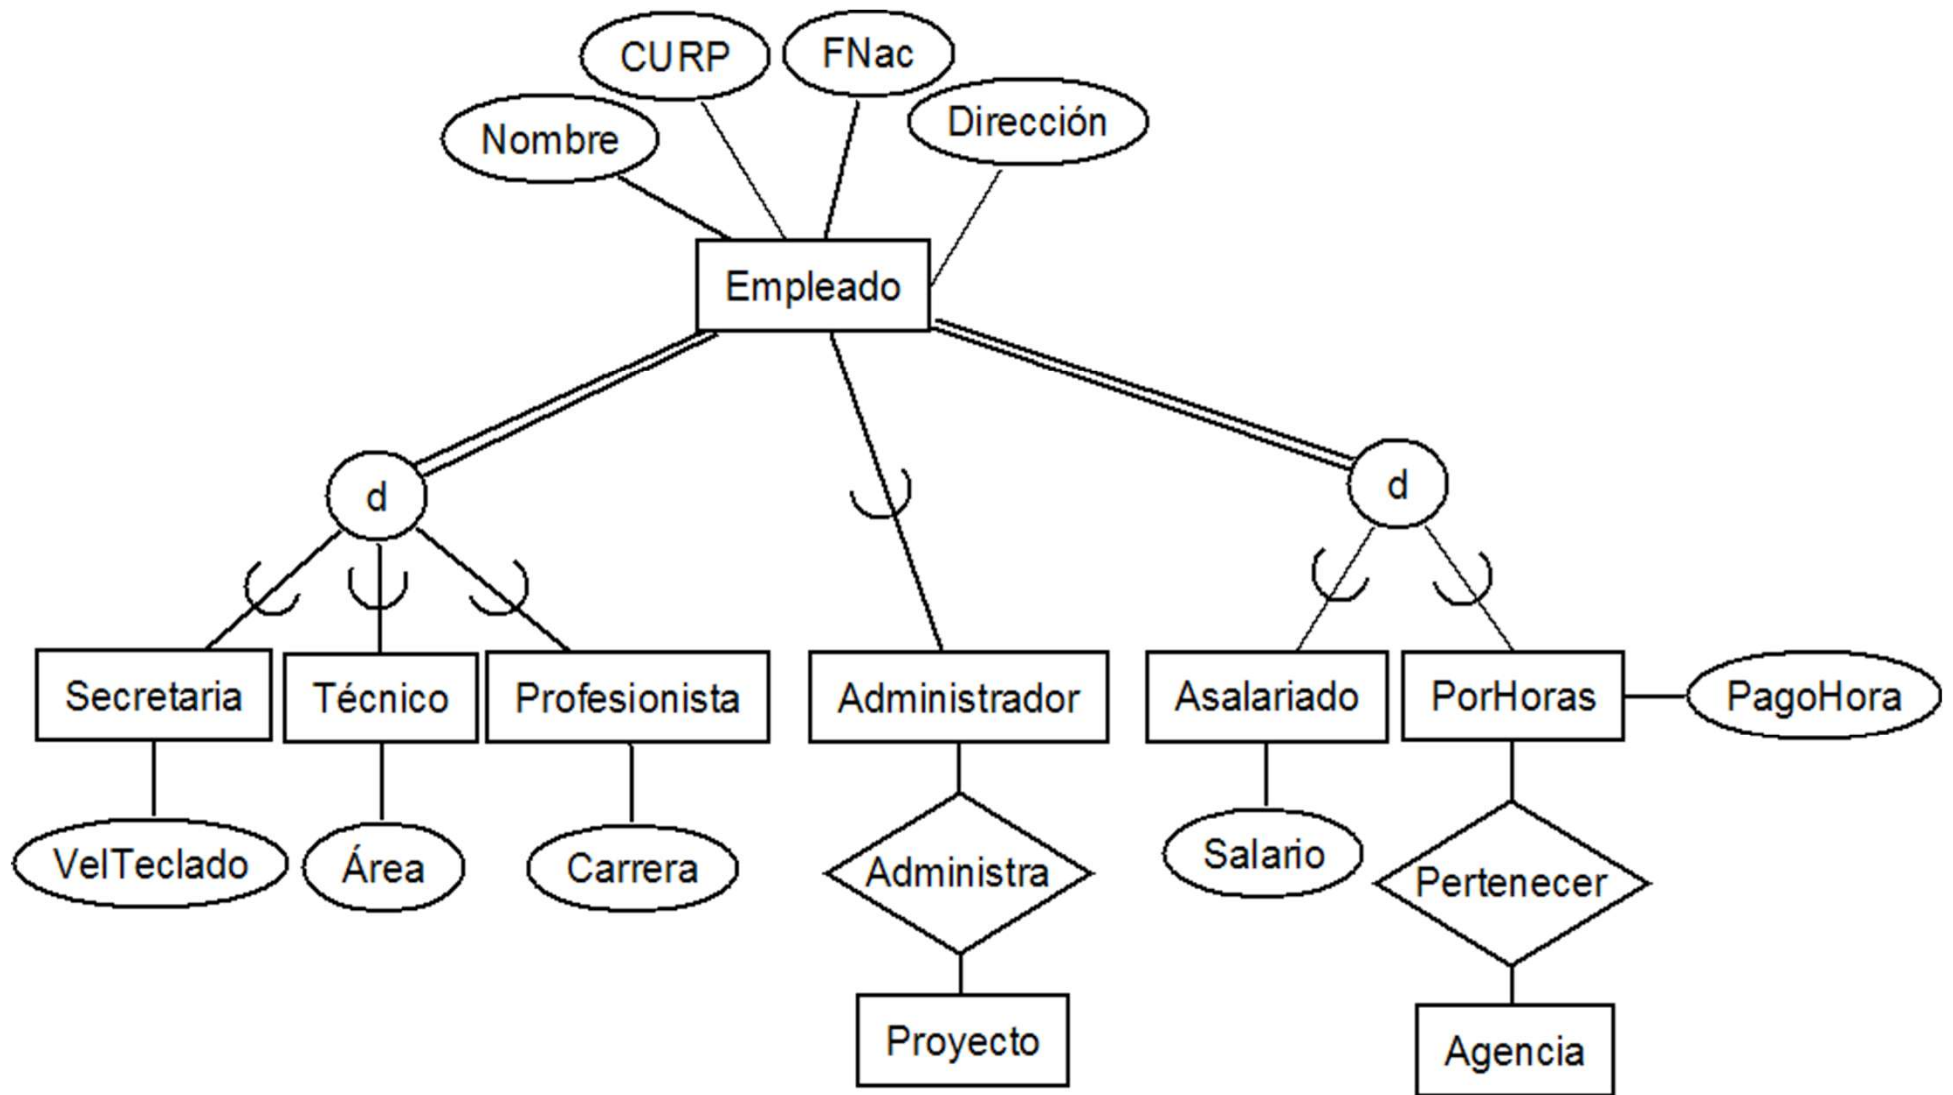 CURP
FNac
Nombre
Dirección
Empleado
d
d
Secretaria
Técnico
Profesionista
Administrador
Asalariado
PorHoras
PagoHora
VelTeclado
Área
Carrera
Administra
Salario
Pertenecer
Proyecto
Agencia